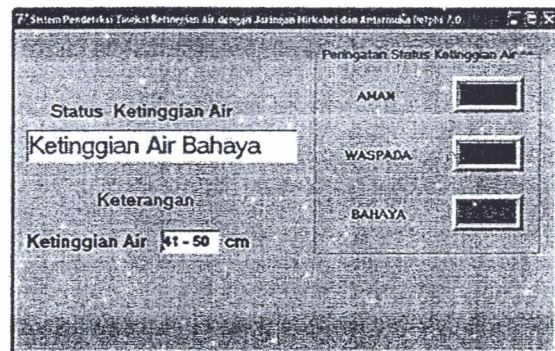 Sistem Pendeteksi Tingkat Ketinggian Air dengan Jaringan Nirkabel dan Antarmuka Delphi 7.0
Peringatan Status Ketinggian Air
AMAN
Status Ketinggian Air
Ketinggian Air Bahaya
WASPADA
Keterangan
BAHAYA
Ketinggian Air 41 - 50 cm